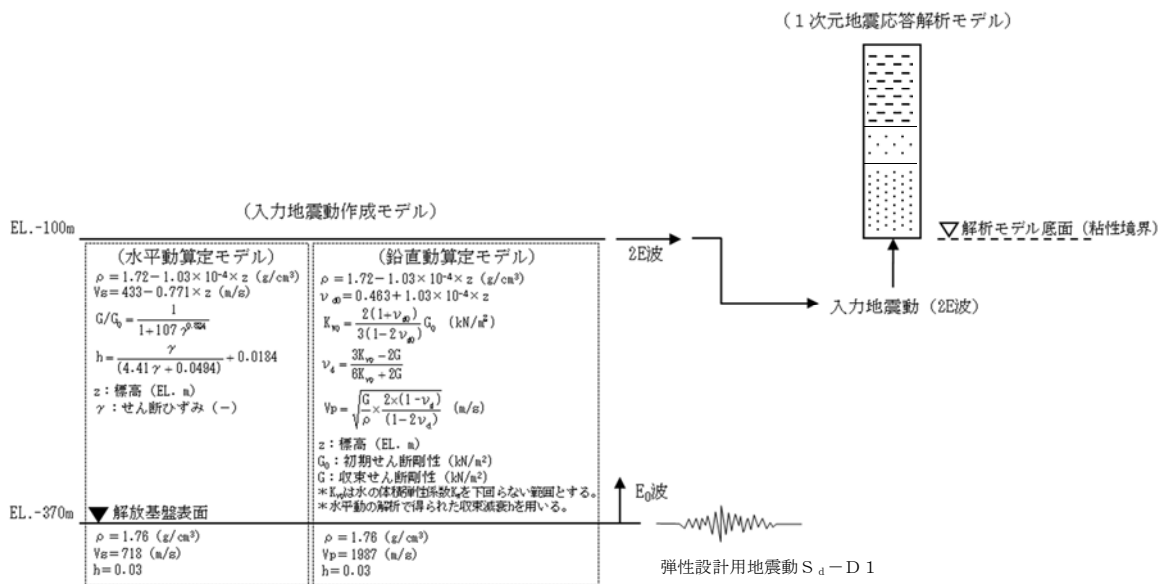 (1次元地震応答解析モデル)
(入力地震動作成モデル)
EL.-100m
2E波
▽解析モデル底面(粘性境界)
入力地震動(2E波)
(水平動算定モデル)
ρ=1.72-1.03×10⁻⁴×z (g/cm³)
Vs=433-0.771×z (m/s)
G/G₀= 1/(1+107γ^0.824)
h= γ/(4.41γ+0.0494) +0.0184
z:標高(EL. m)
γ:せん断ひずみ(-)
(鉛直動算定モデル)
ρ=1.72-1.03×10⁻⁴×z (g/cm³)
ν_d0=0.463+1.03×10⁻⁴×z
K_v0= 2(1+ν_d0)/3(1-2ν_d0) G₀ (kN/m²)
ν_d= (3K_v0-2G)/(6K_v0+2G)
Vp=√(G/ρ × 2×(1-ν_d)/(1-2ν_d)) (m/s)
z:標高(EL. m)
G₀:初期せん断剛性(kN/m²)
G:収束せん断剛性(kN/m²)
*K_v0は水の体積弾性係数K_wを下回らない範囲とする。
*水平動の解析で得られた収束減衰hを用いる。
E₀波
EL.-370m
▼解放基盤表面
ρ=1.76 (g/cm³)
Vs=718 (m/s)
h=0.03
ρ=1.76 (g/cm³)
Vp=1987 (m/s)
h=0.03
弾性設計用地震動Sd-D1